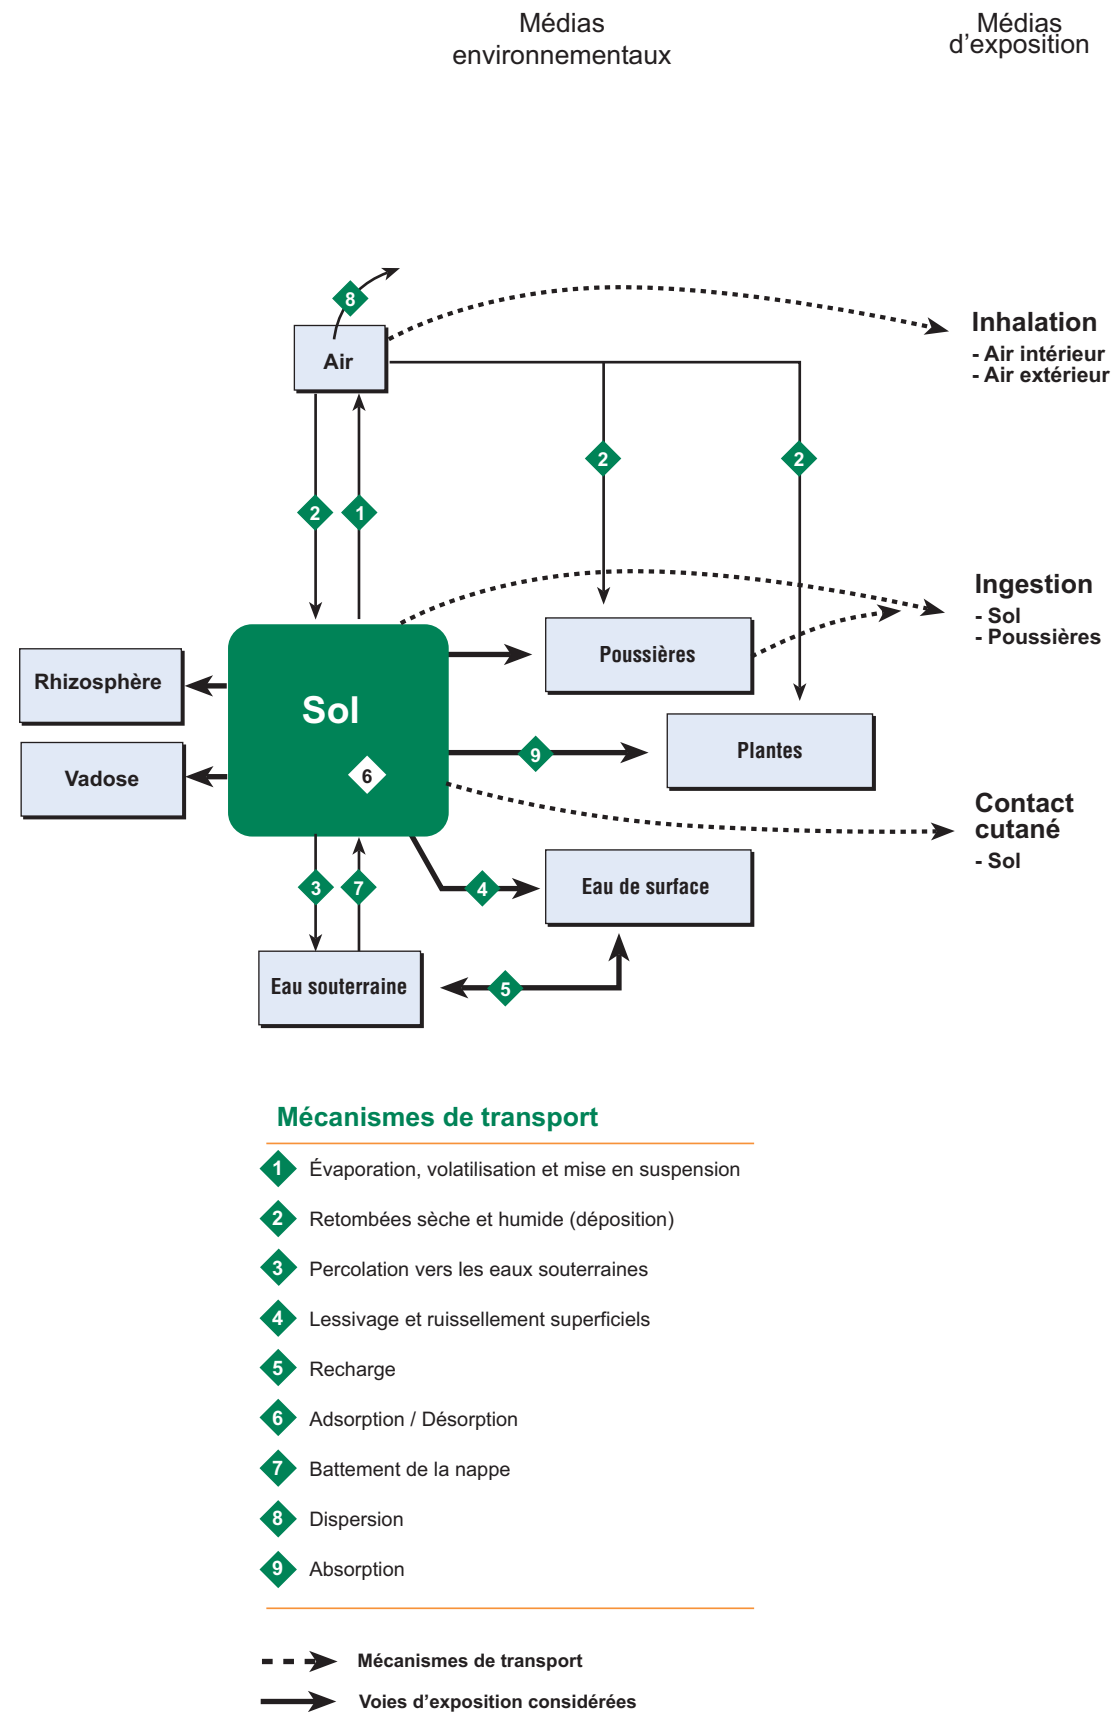 Médias
environnementaux
Médias
d'exposition
8
Air
Inhalation
- Air intérieur
- Air extérieur
2
2
2
1
Ingestion
- Sol
- Poussières
Poussières
Rhizosphère
Sol
Plantes
9
Vadose
6
Contact
cutané
- Sol
3
7
4
Eau de surface
Eau souterraine
5
Mécanismes de transport
1 Évaporation, volatilisation et mise en suspension
2 Retombées sèche et humide (déposition)
3 Percolation vers les eaux souterraines
4 Lessivage et ruissellement superficiels
5 Recharge
6 Adsorption / Désorption
7 Battement de la nappe
8 Dispersion
9 Absorption
Mécanismes de transport
Voies d'exposition considérées